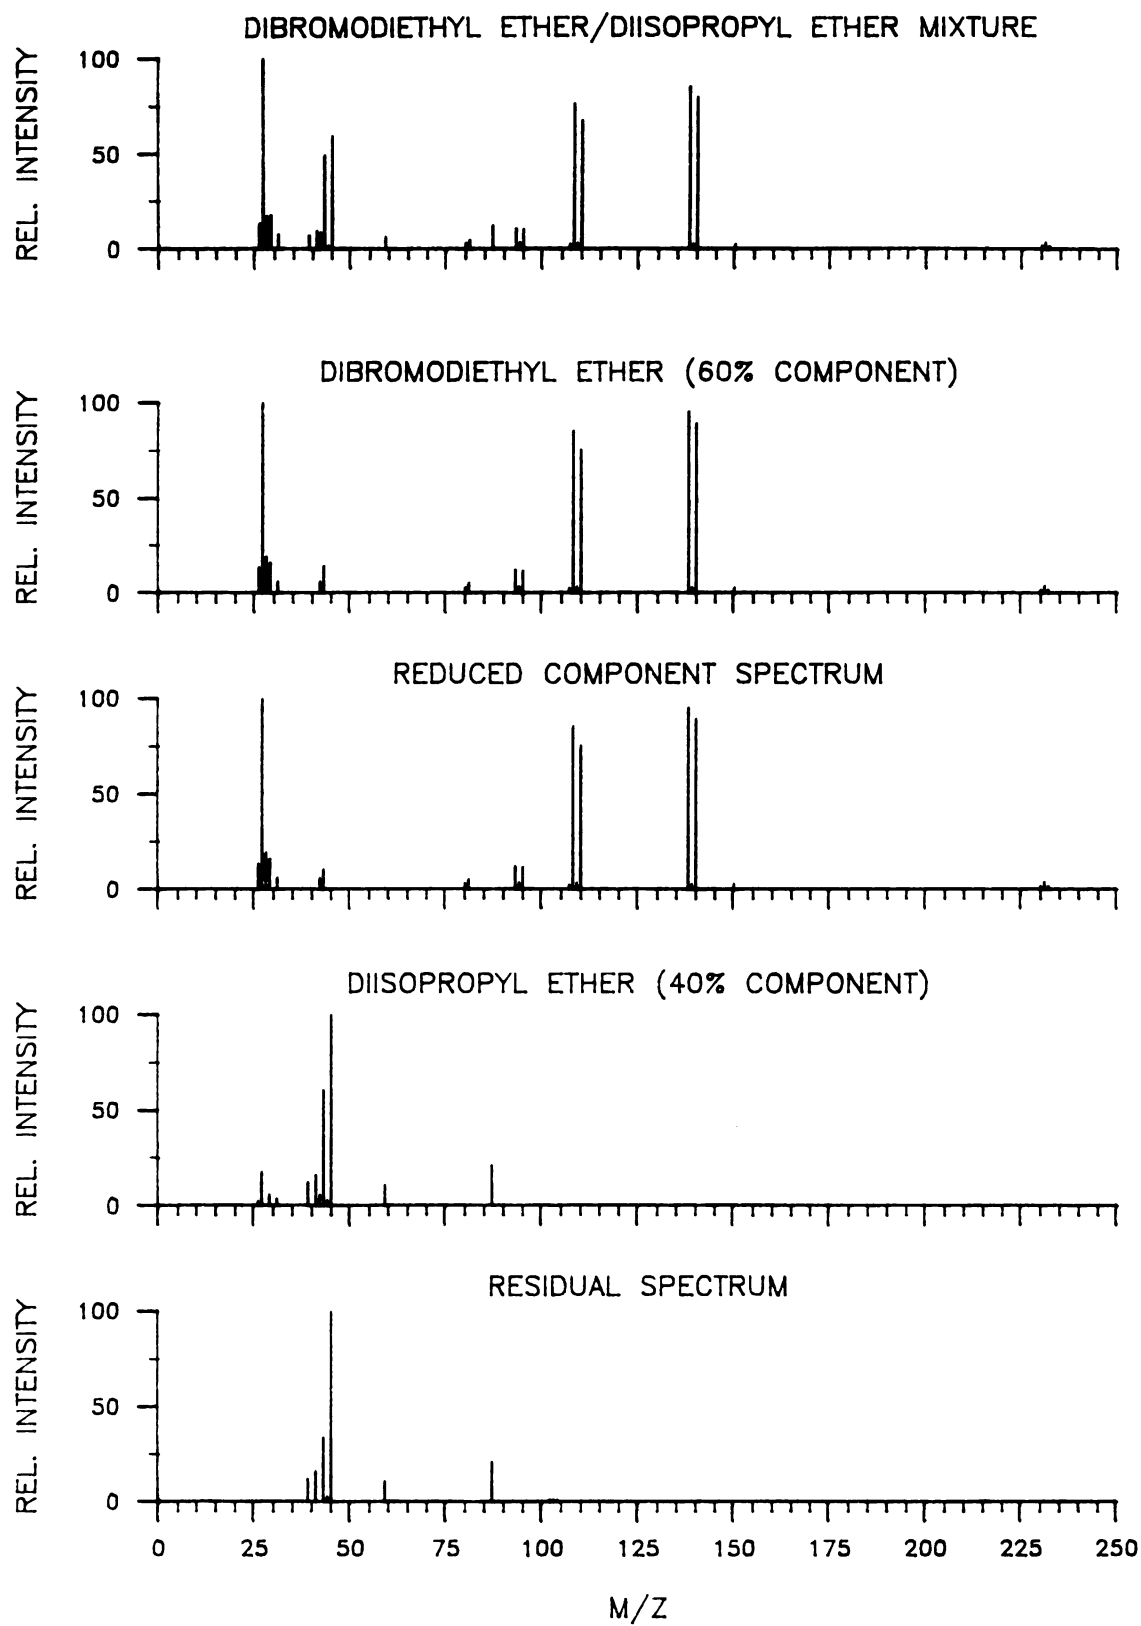 DIBROMODIETHYL ETHER/DIISOPROPYL ETHER MIXTURE
REL. INTENSITY
100
50
0
DIBROMODIETHYL ETHER (60% COMPONENT)
REL. INTENSITY
100
50
0
REDUCED COMPONENT SPECTRUM
REL. INTENSITY
100
50
0
DIISOPROPYL ETHER (40% COMPONENT)
REL. INTENSITY
100
50
0
RESIDUAL SPECTRUM
REL. INTENSITY
100
50
0
0 25 50 75 100 125 150 175 200 225 250
M/Z